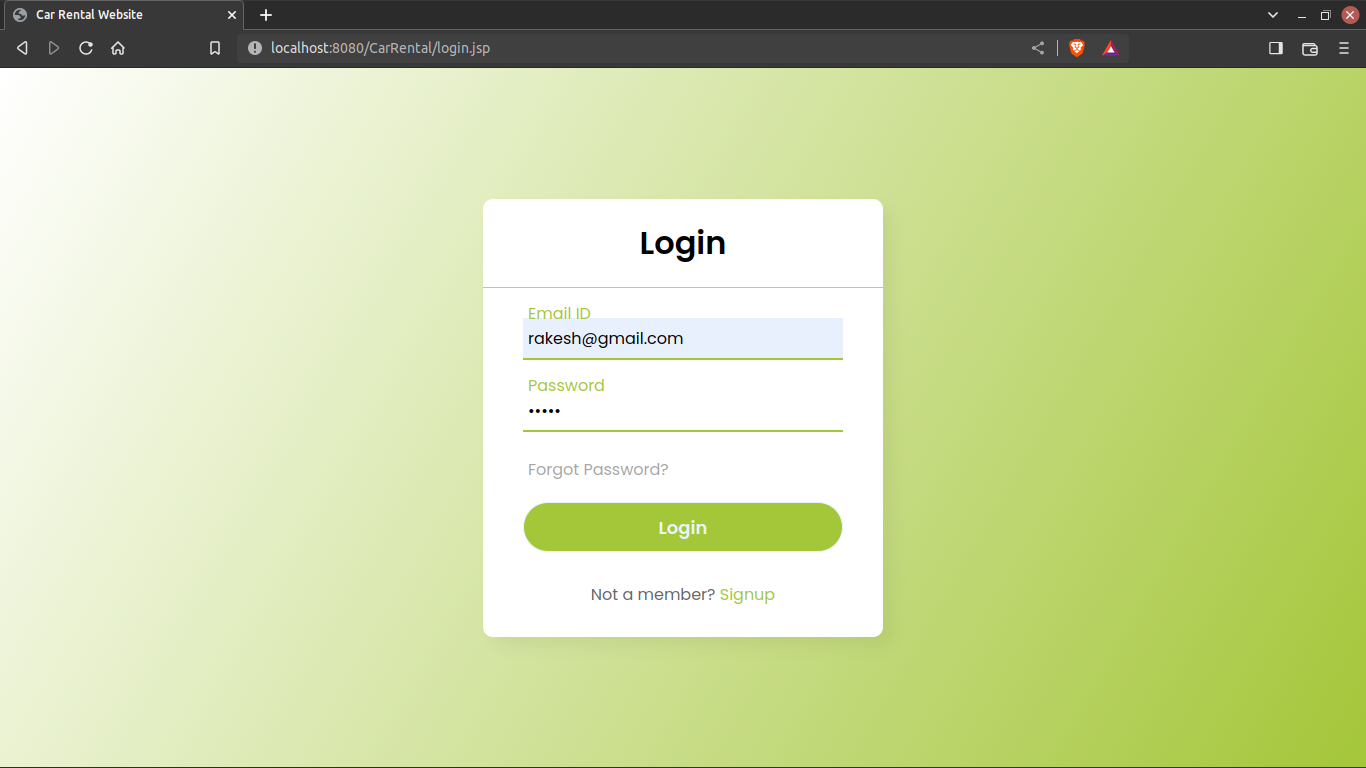 Car Rental Website
localhost:8080/CarRental/login.jsp
Login
Email ID
rakesh@gmail.com
Password
•••••
Forgot Password?
Login
Not a member? Signup